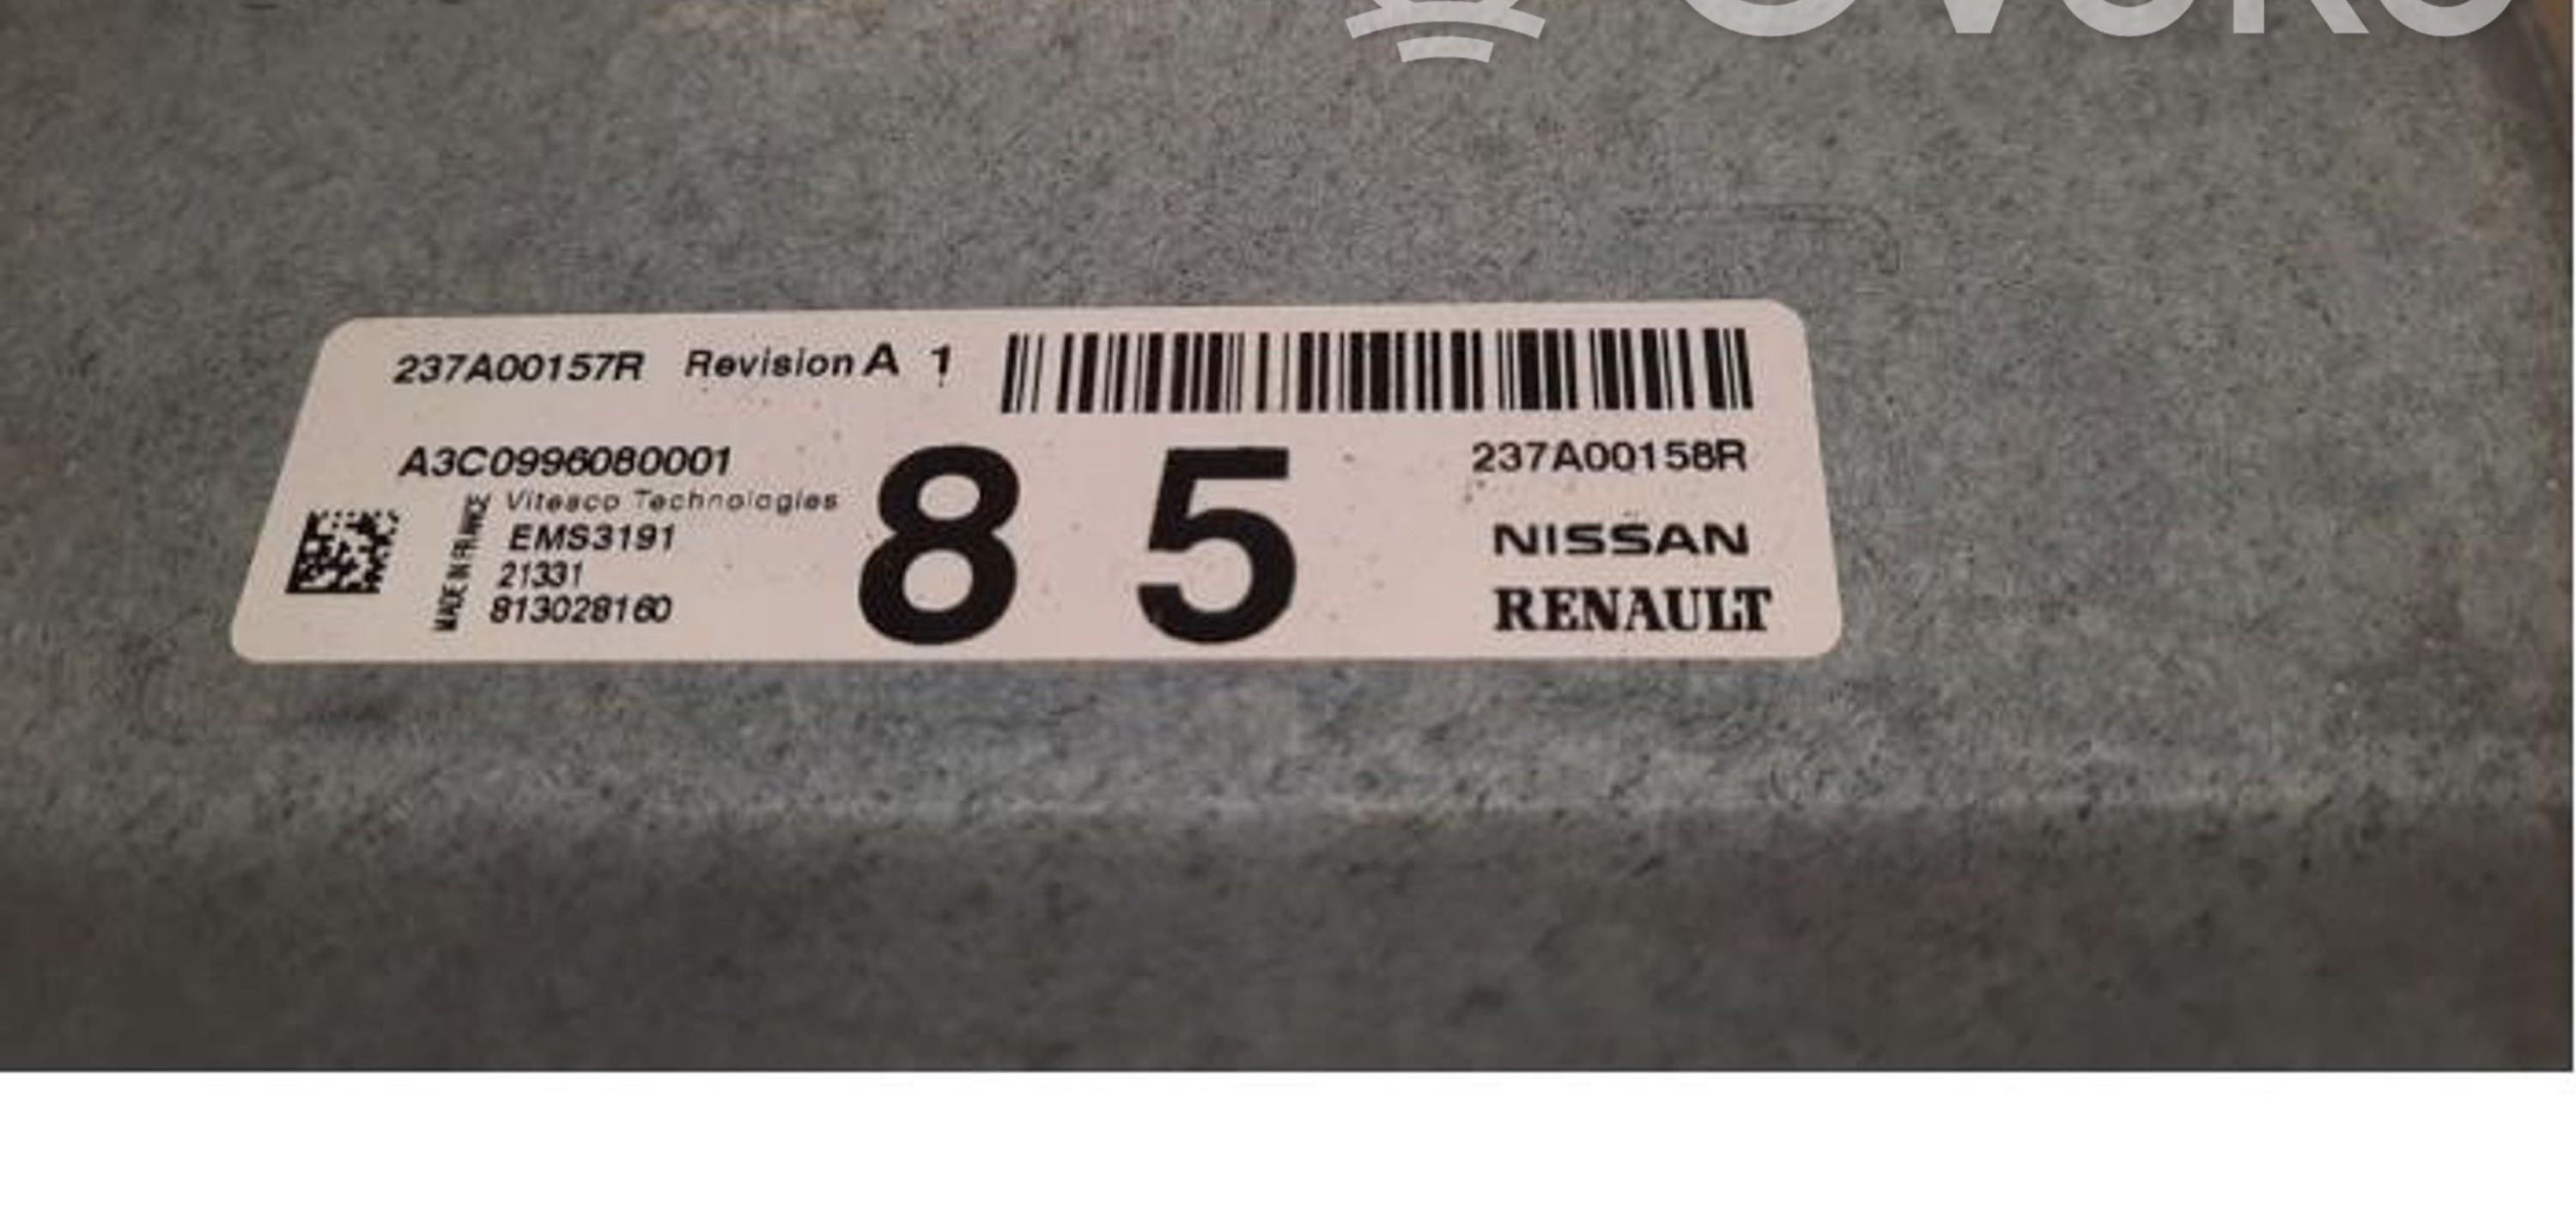 237A00157R Revision A 1
A3C0996080001
237A00158R
Vitesco Technologies
MADE IN FRANCE
EMS3191
21331
813028160
8 5
NISSAN
RENAULT